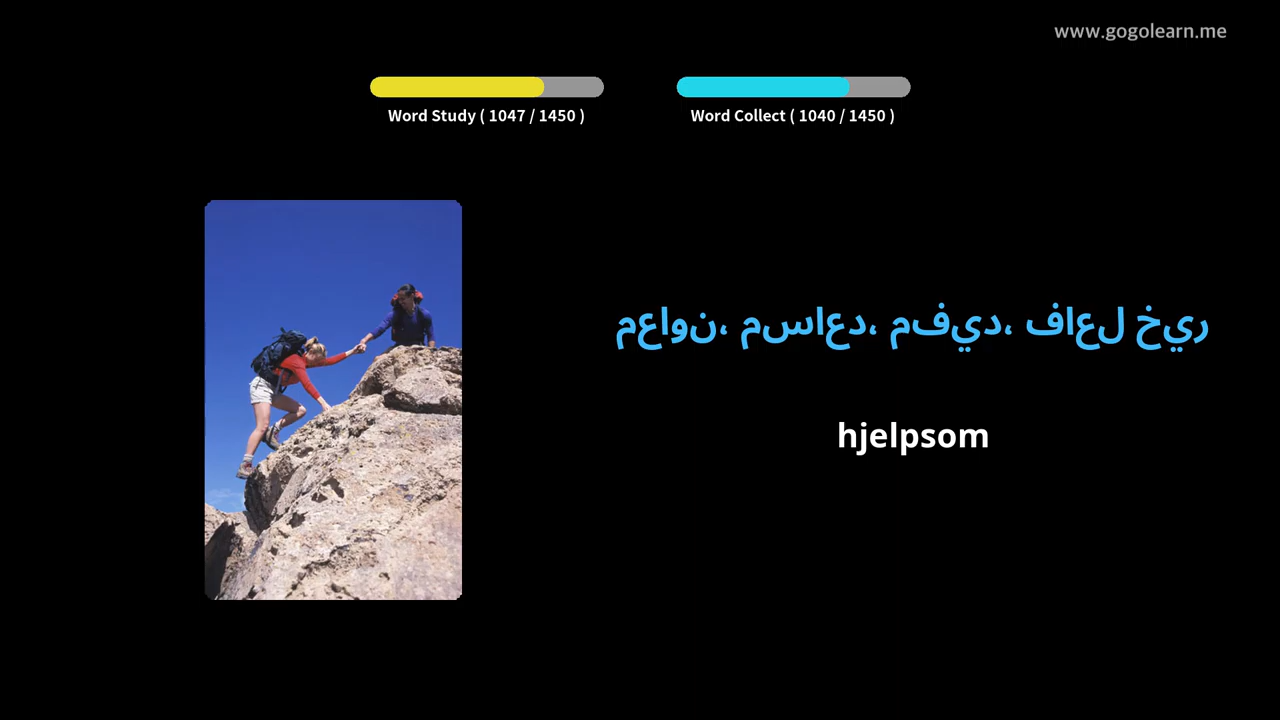 www.gogolearn.me
Word Study ( 1047 / 1450 )
Word Collect ( 1040 / 1450 )
معاون، مساعد، مفيد، فاعل خير
hjelpsom